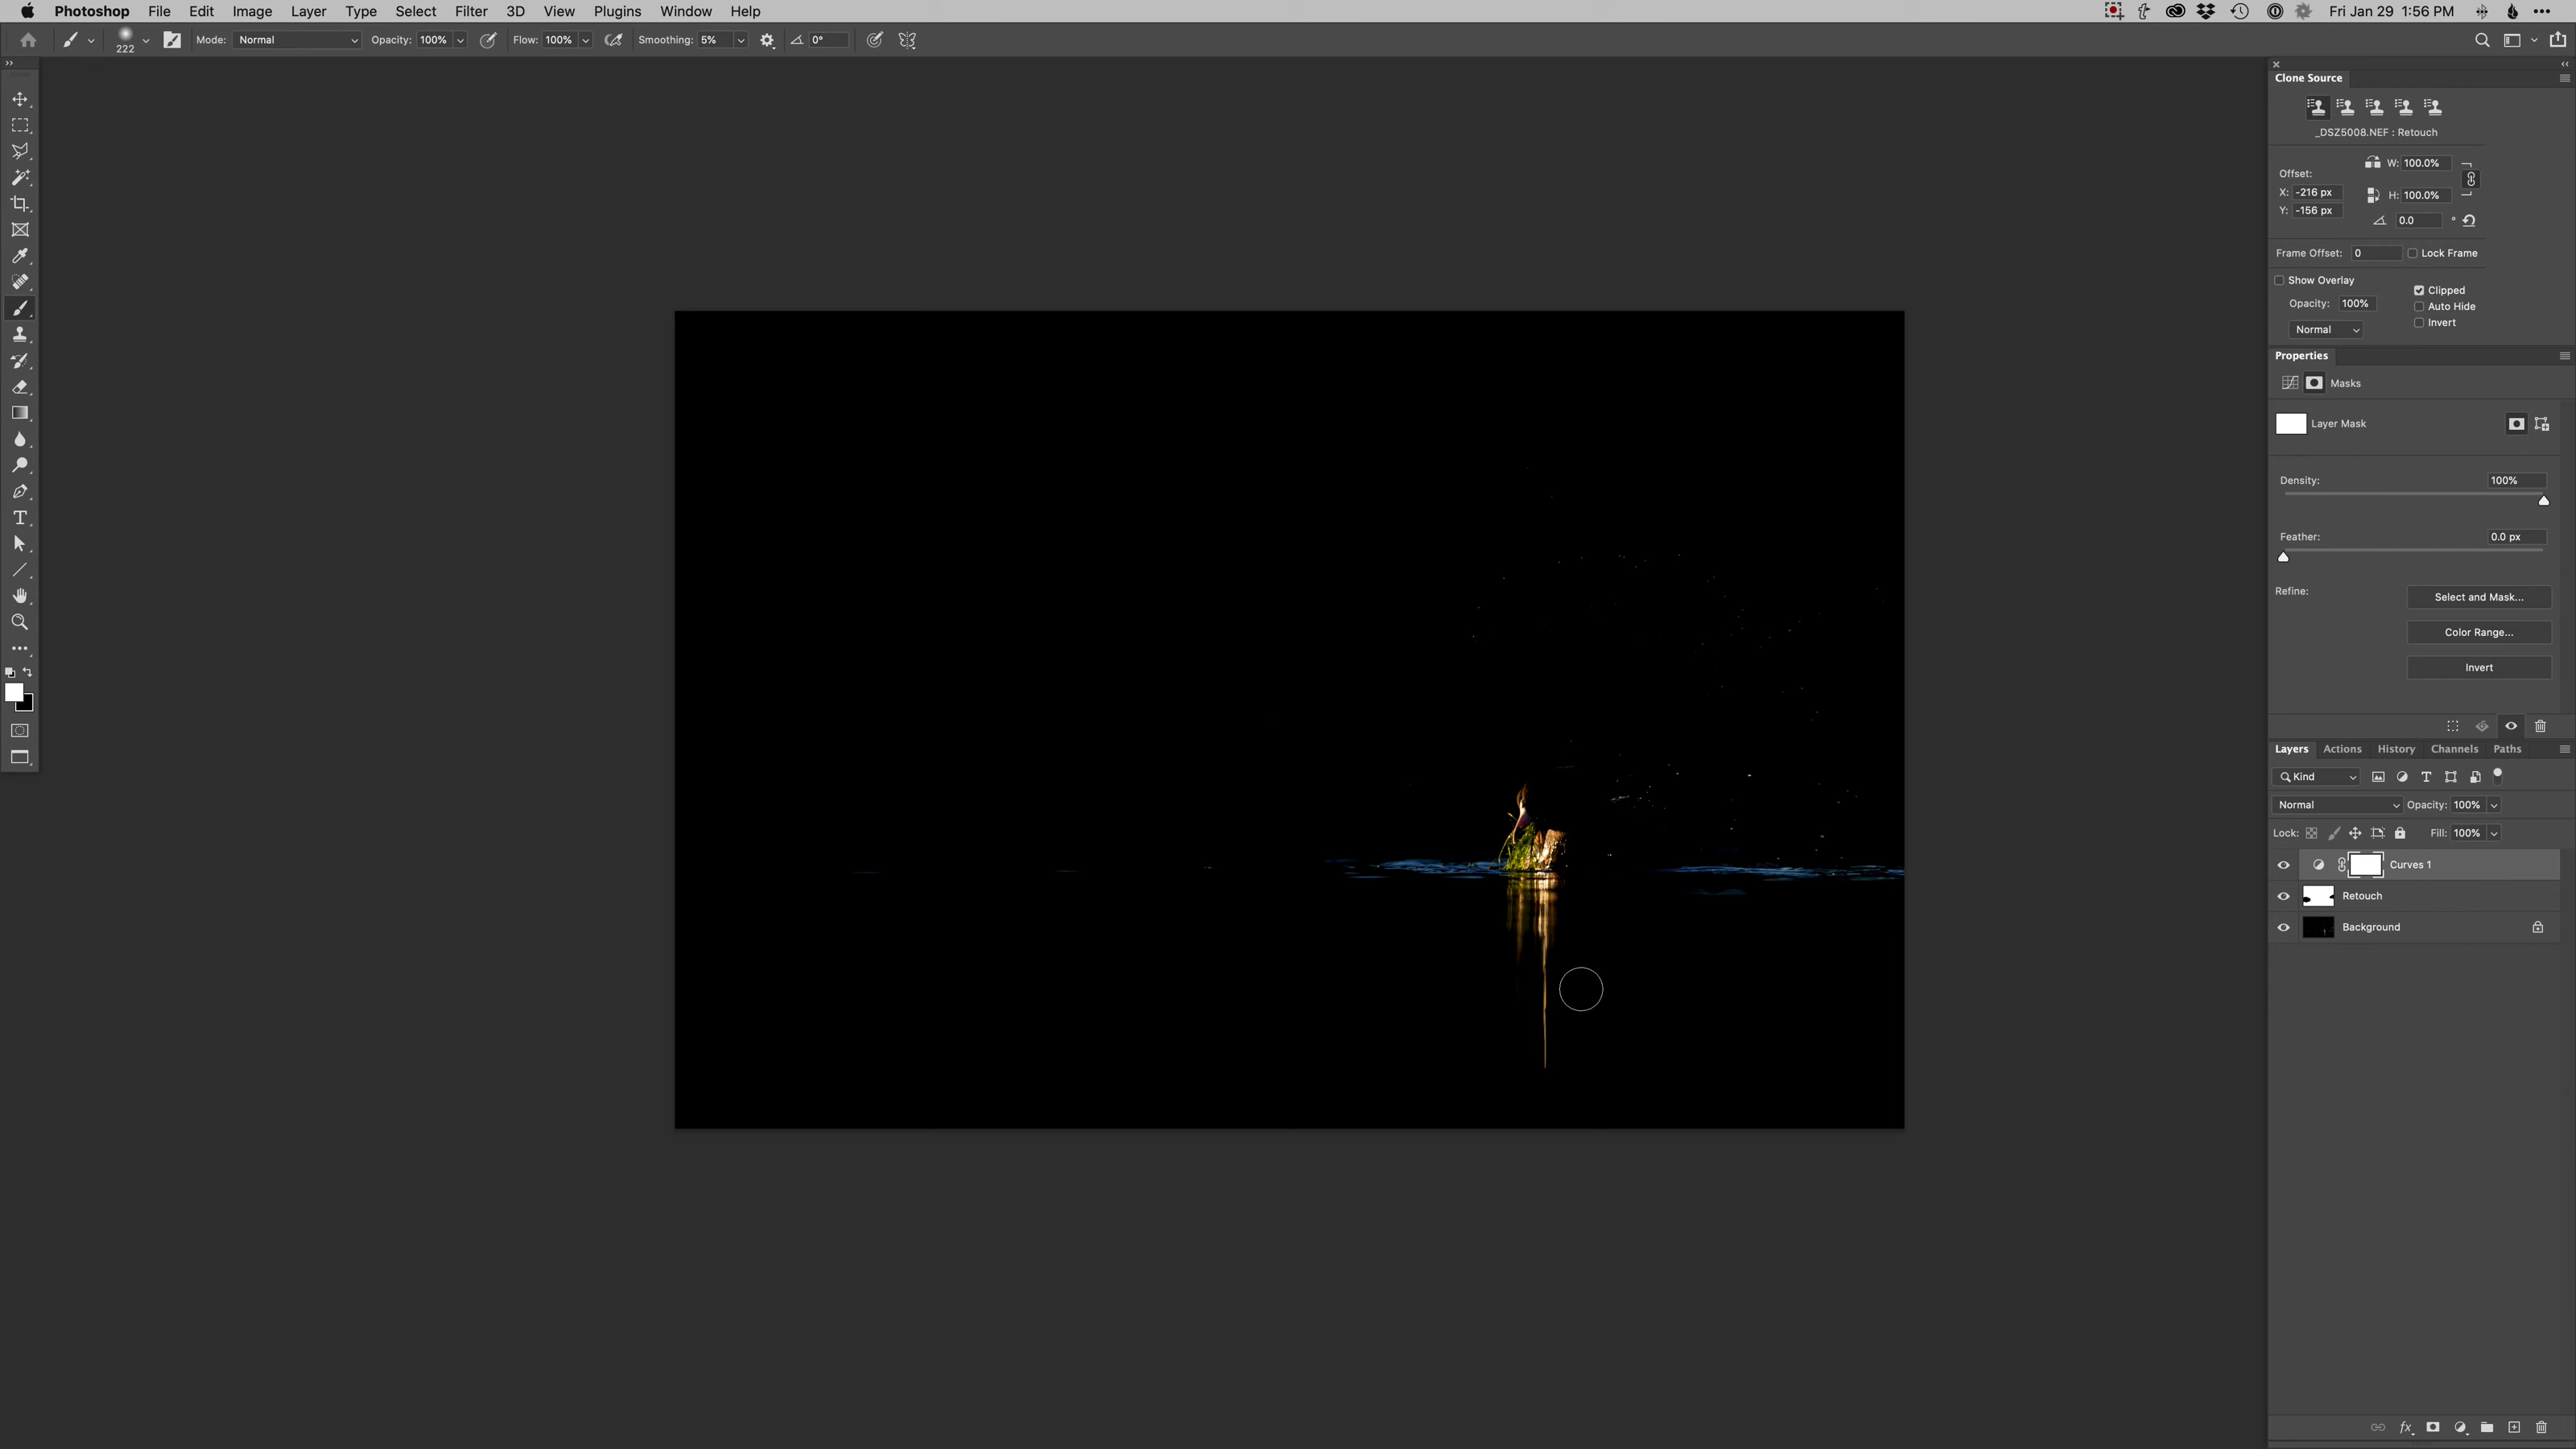 Photoshop File Edit Image Layer Type Select Filter 3D View Plugins Window Help Fri Jan 29 1:56 PM
222 Mode: Normal Opacity: 100% Flow: 100% Smoothing: 5% 0°
Clone Source
_DSZ5008.NEF : Retouch
W: 100.0%
Offset:
X: -216 px
H: 100.0%
Y: -156 px
0.0 °
Frame Offset: 0 Lock Frame
Show Overlay
Clipped
Opacity: 100%
Auto Hide
Invert
Normal
Properties
Masks
Layer Mask
Density: 100%
Feather: 0.0 px
Refine:
Select and Mask...
Color Range...
Invert
Layers Actions History Channels Paths
Kind
Normal Opacity: 100%
Lock: Fill: 100%
Curves 1
Retouch
Background